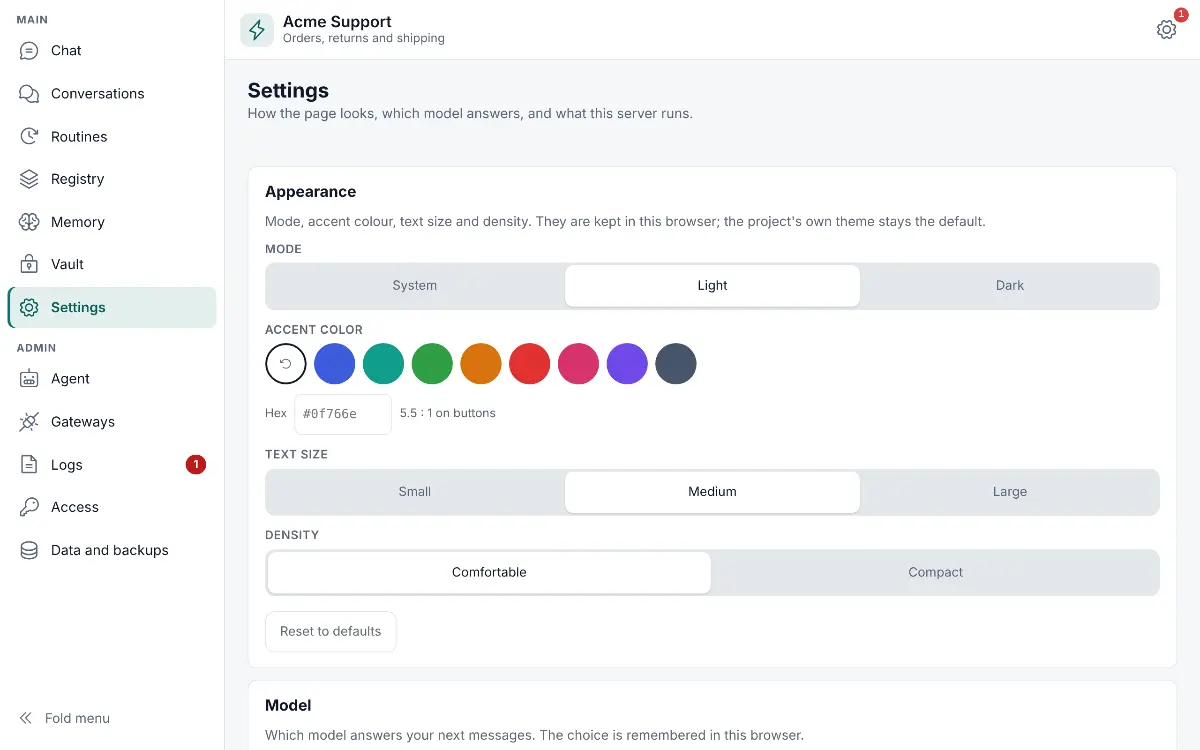 MAIN
Chat
Conversations
Routines
Registry
Memory
Vault
Settings
ADMIN
Agent
Gateways
Logs
1
Access
Data and backups
Fold menu
Acme Support
Orders, returns and shipping
1
Settings
How the page looks, which model answers, and what this server runs.
Appearance
Mode, accent colour, text size and density. They are kept in this browser; the project's own theme stays the default.
MODE
System Light Dark
ACCENT COLOR
Hex #0f766e 5.5 : 1 on buttons
TEXT SIZE
Small Medium Large
DENSITY
Comfortable Compact
Reset to defaults
Model
Which model answers your next messages. The choice is remembered in this browser.